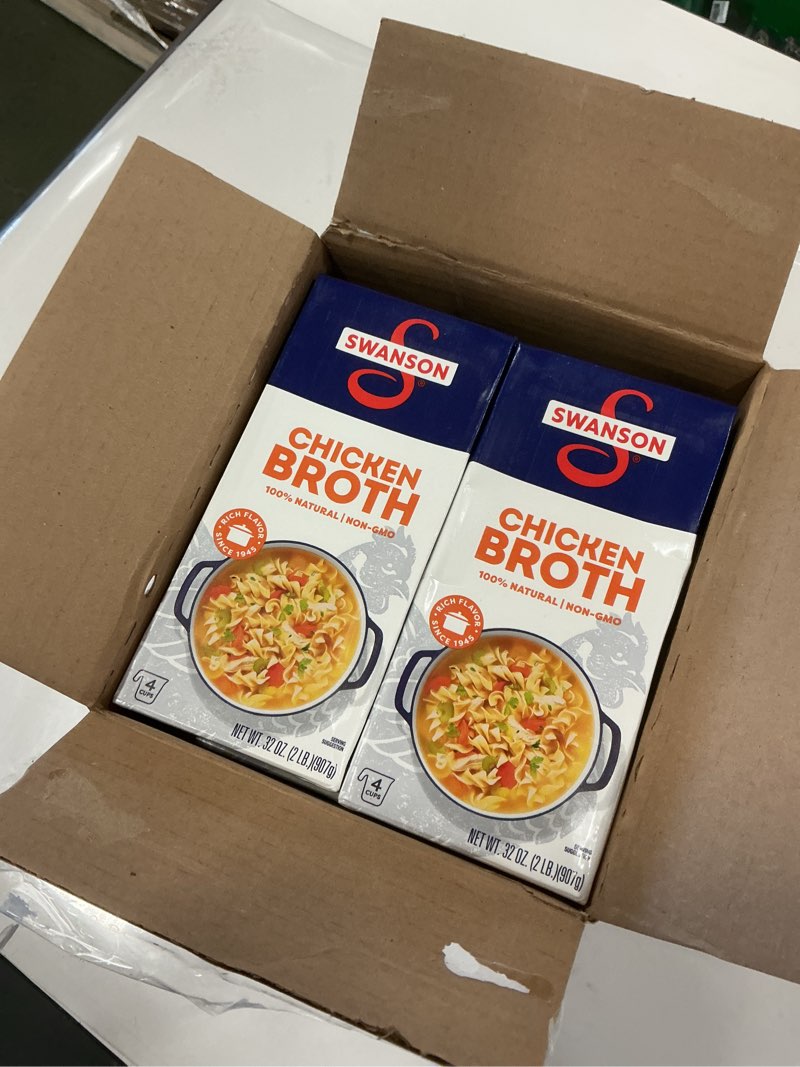 SWANSON
®
CHICKEN
BROTH
100% NATURAL | NON-GMO
RICH FLAVOR
SINCE 1945
4
CUPS
NET WT. 32 OZ. (2 LB.)(907g)
SERVING
SUGGESTION
SWANSON
®
CHICKEN
BROTH
100% NATURAL | NON-GMO
RICH FLAVOR
SINCE 1945
4
CUPS
NET WT. 32 OZ. (2 LB.)(907g)